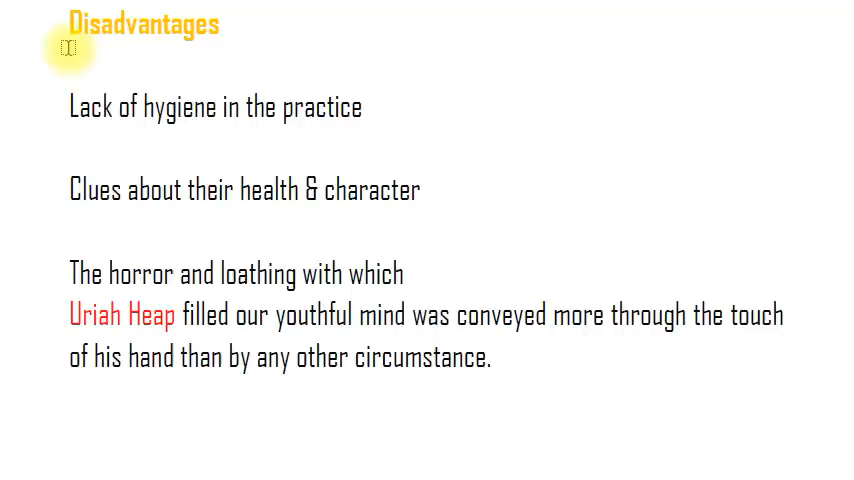 Disadvantages
Lack of hygiene in the practice
Clues about their health & character
The horror and loathing with which
Uriah Heap filled our youthful mind was conveyed more through the touch
of his hand than by any other circumstance.